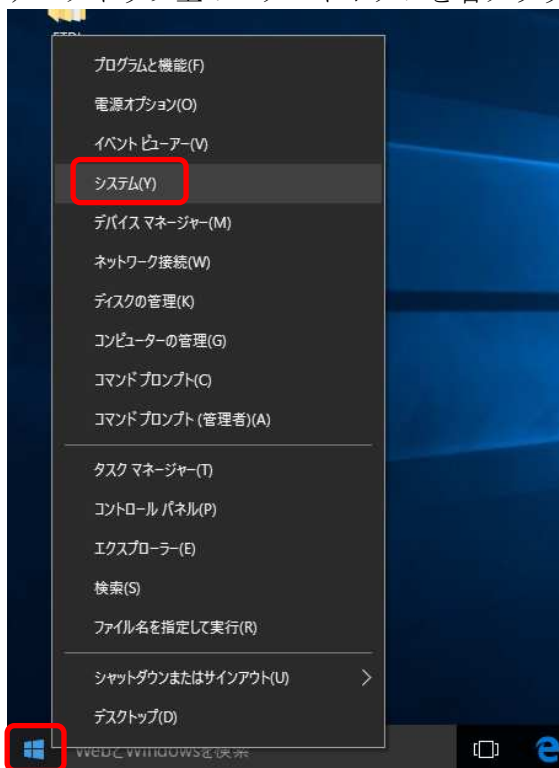 プログラムと機能(F)
電源オプション(O)
イベント ビューアー(V)
システム(Y)
デバイス マネージャー(M)
ネットワーク接続(W)
ディスクの管理(K)
コンピューターの管理(G)
コマンド プロンプト(C)
コマンド プロンプト (管理者)(A)
タスク マネージャー(T)
コントロール パネル(P)
エクスプローラー(E)
検索(S)
ファイル名を指定して実行(R)
シャットダウンまたはサインアウト(U)
デスクトップ(D)
WebとWindowsを検索